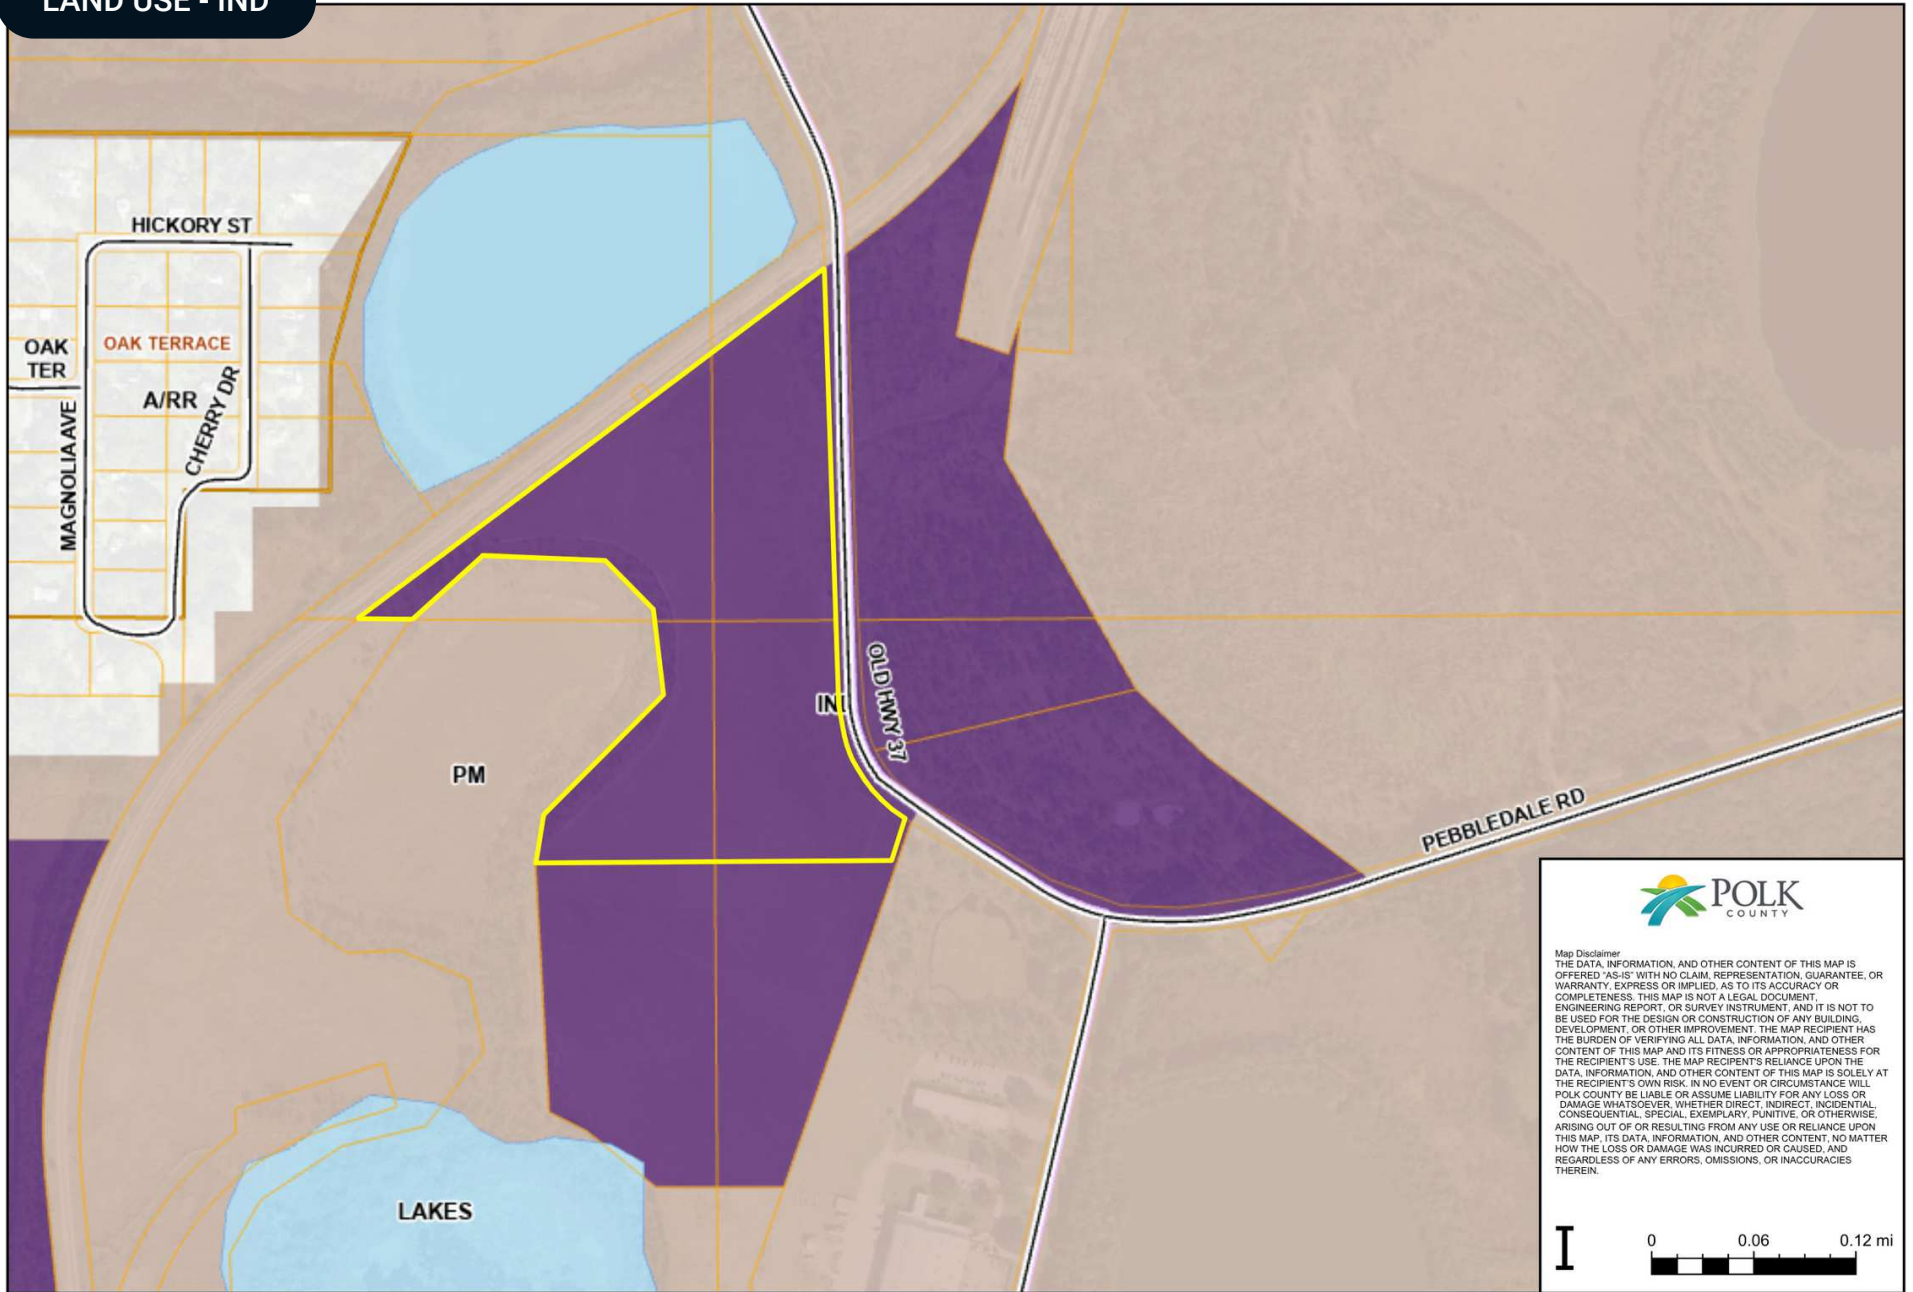 LAND USE - IND
HICKORY ST
OAK
TER
OAK TERRACE
A/RR
CHERRY DR
MAGNOLIA AVE
PM
OLD HWY 37
PEBBLEDALE RD
LAKES
POLK
COUNTY
Map Disclaimer
THE DATA, INFORMATION, AND OTHER CONTENT OF THIS MAP IS
OFFERED "AS-IS" WITH NO CLAIM, REPRESENTATION, GUARANTEE, OR
WARRANTY, EXPRESS OR IMPLIED, AS TO ITS ACCURACY OR
COMPLETENESS. THIS MAP IS NOT A LEGAL DOCUMENT,
ENGINEERING REPORT, OR SURVEY INSTRUMENT, AND IT IS NOT TO
BE USED FOR THE DESIGN OR CONSTRUCTION OF ANY BUILDING,
DEVELOPMENT, OR OTHER IMPROVEMENT. THE MAP RECIPIENT HAS
THE BURDEN OF VERIFYING ALL DATA, INFORMATION, AND OTHER
CONTENT OF THIS MAP AND ITS FITNESS OR APPROPRIATENESS FOR
THE RECIPIENT'S USE. THE MAP RECIPIENT'S RELIANCE UPON THE
DATA, INFORMATION, AND OTHER CONTENT OF THIS MAP IS SOLELY AT
THE RECIPIENT'S OWN RISK. IN NO EVENT OR CIRCUMSTANCE WILL
POLK COUNTY BE LIABLE OR ASSUME LIABILITY FOR ANY LOSS OR
DAMAGE WHATSOEVER, WHETHER DIRECT, INDIRECT, INCIDENTIAL,
CONSEQUENTIAL, SPECIAL, EXEMPLARY, PUNITIVE, OR OTHERWISE,
ARISING OUT OF OR RESULTING FROM ANY USE OR RELIANCE UPON
THIS MAP, ITS DATA, INFORMATION, AND OTHER CONTENT, NO MATTER
HOW THE LOSS OR DAMAGE WAS INCURRED OR CAUSED, AND
REGARDLESS OF ANY ERRORS, OMISSIONS, OR INACCURACIES
THEREIN.
0 0.06 0.12 mi